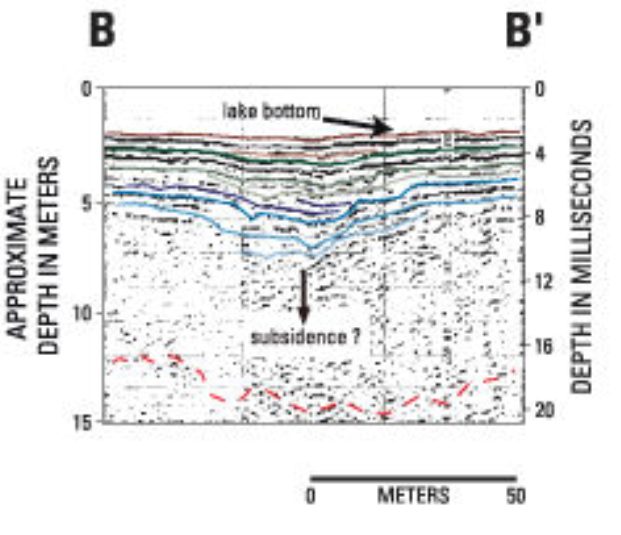 B
B'
0
5
10
15
APPROXIMATE
DEPTH IN METERS
lake bottom
subsidence ?
0
4
8
12
16
20
DEPTH IN MILLISECONDS
0 METERS 50